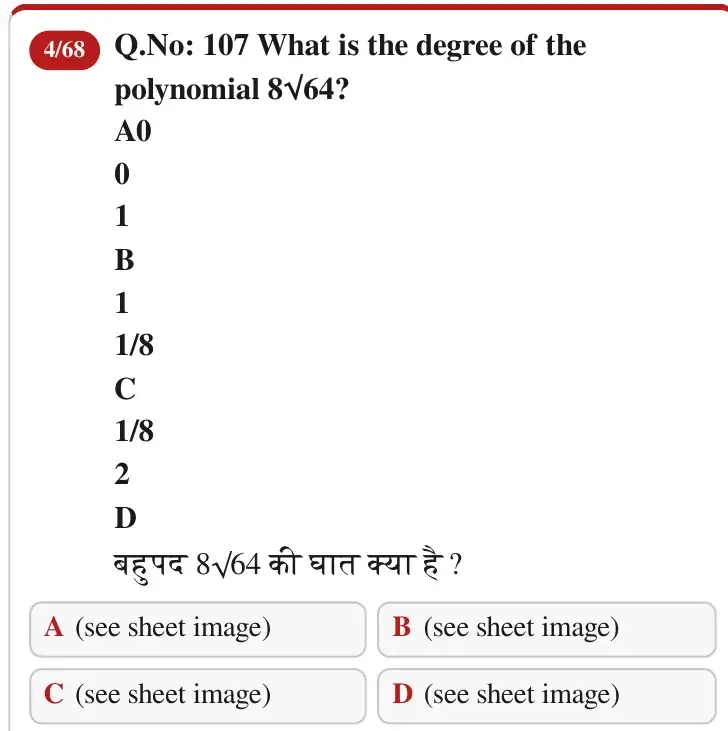 4/68 Q.No: 107 What is the degree of the
polynomial 8√64?
A0
0
1
B
1
1/8
C
1/8
2
D
बहुपद 8√64 की घात क्या है ?
A (see sheet image) B (see sheet image)
C (see sheet image) D (see sheet image)